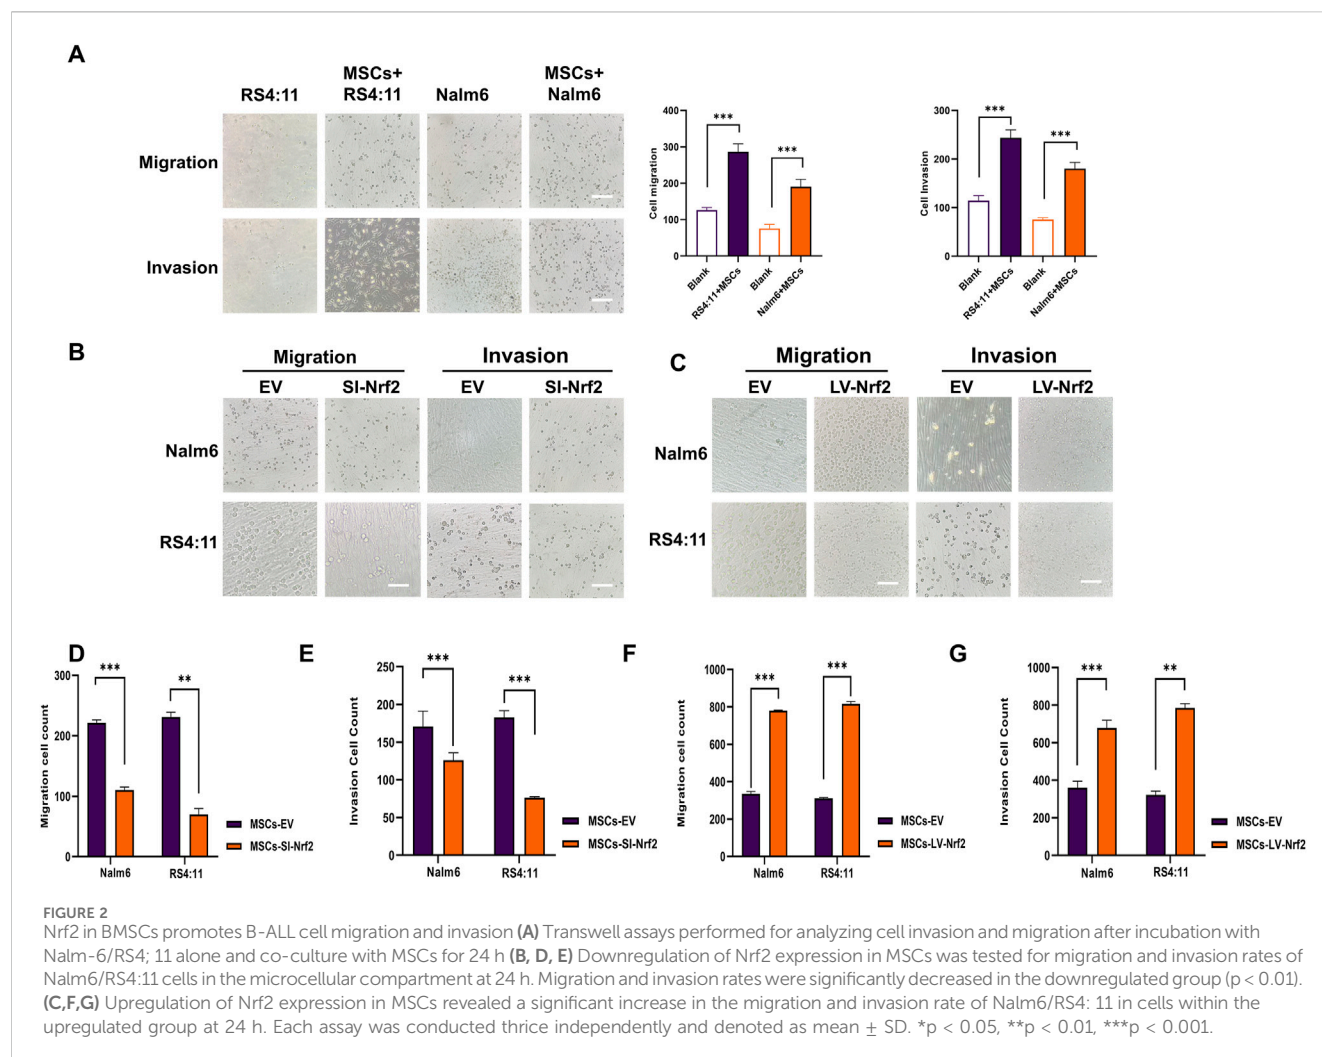 A
RS4:11
MSCs+
RS4:11
Nalm6
MSCs+
Nalm6
Migration
Invasion
400
300
200
100
0
Cell migration
***
***
Blank
RS4:11+MSCs
Blank
Nalm6+MSCs
300
200
100
0
Cell Invasion
***
***
Blank
RS4:11+MSCs
Blank
Nalm6+MSCs
B
Migration
Invasion
EV
SI-Nrf2
EV
SI-Nrf2
Nalm6
RS4:11
C
Migration
Invasion
EV
LV-Nrf2
EV
LV-Nrf2
Nalm6
RS4:11
D
300
200
100
0
Migration cell count
***
**
Nalm6
RS4:11
MSCs-EV
MSCs-SI-Nrf2
E
250
200
150
100
50
0
Invasion Cell Count
***
***
Nalm6
RS4:11
MSCs-EV
MSCs-SI-Nrf2
F
1000
800
600
400
200
0
Migration cell count
***
***
Nalm6
RS4:11
MSCs-EV
MSCs-LV-Nrf2
G
1000
800
600
400
200
0
Invasion Cell Count
***
**
Nalm6
RS4:11
MSCs-EV
MSCs-LV-Nrf2
FIGURE 2
Nrf2 in BMSCs promotes B-ALL cell migration and invasion (A) Transwell assays performed for analyzing cell invasion and migration after incubation with
Nalm-6/RS4; 11 alone and co-culture with MSCs for 24 h (B, D, E) Downregulation of Nrf2 expression in MSCs was tested for migration and invasion rates of
Nalm6/RS4:11 cells in the microcellular compartment at 24 h. Migration and invasion rates were significantly decreased in the downregulated group (p < 0.01).
(C,F,G) Upregulation of Nrf2 expression in MSCs revealed a significant increase in the migration and invasion rate of Nalm6/RS4: 11 in cells within the
upregulated group at 24 h. Each assay was conducted thrice independently and denoted as mean ± SD. *p < 0.05, **p < 0.01, ***p < 0.001.